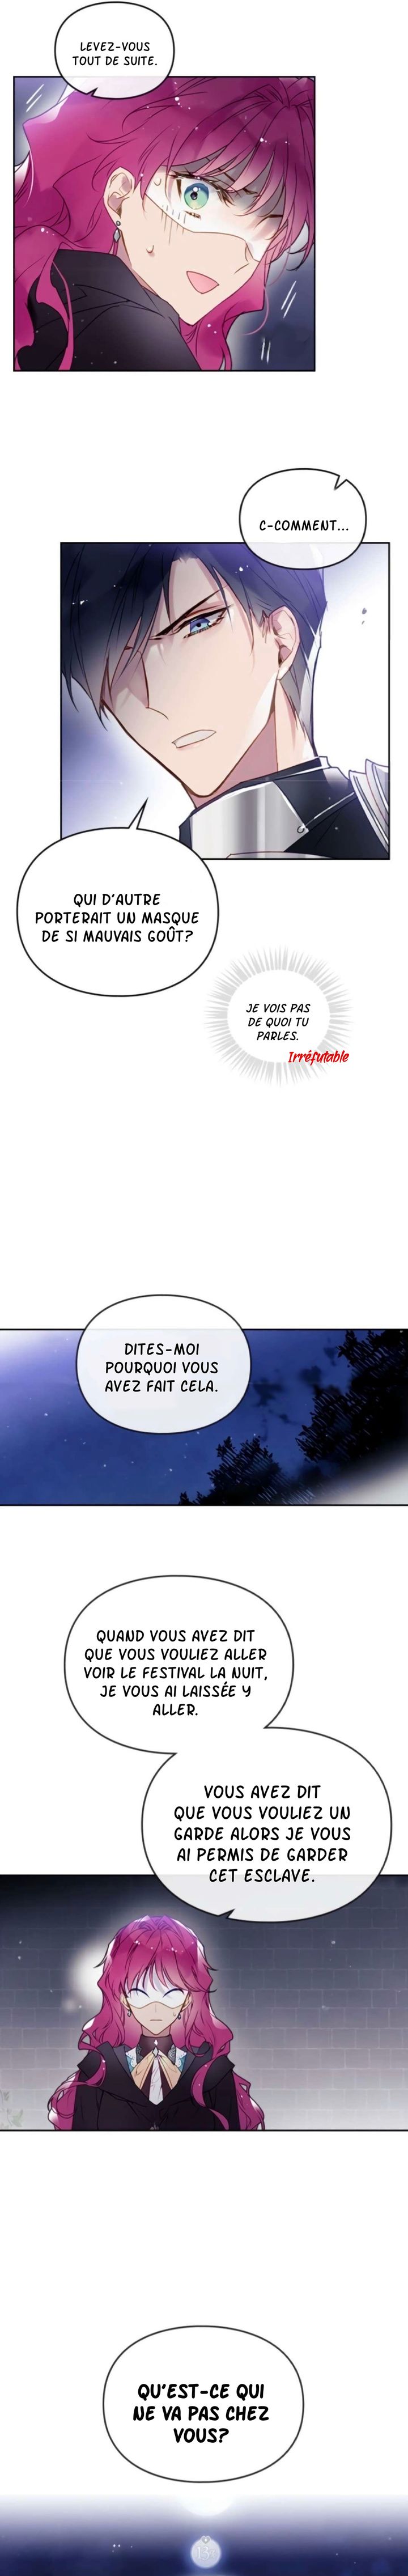 LEVEZ-VOUS
TOUT DE SUITE.
C-COMMENT...
QUI D'AUTRE
PORTERAIT UN MASQUE
DE SI MAUVAIS GOÛT?
JE VOIS PAS
DE QUOI TU
PARLES.
Irréfutable
DITES-MOI
POURQUOI VOUS
AVEZ FAIT CELA.
QUAND VOUS AVEZ DIT
QUE VOUS VOULIEZ ALLER
VOIR LE FESTIVAL LA NUIT,
JE VOUS AI LAISSÉE Y
ALLER.
VOUS AVEZ DIT
QUE VOUS VOULIEZ UN
GARDE ALORS JE VOUS
AI PERMIS DE GARDER
CET ESCLAVE.
QU'EST-CE QUI
NE VA PAS CHEZ
VOUS?
13